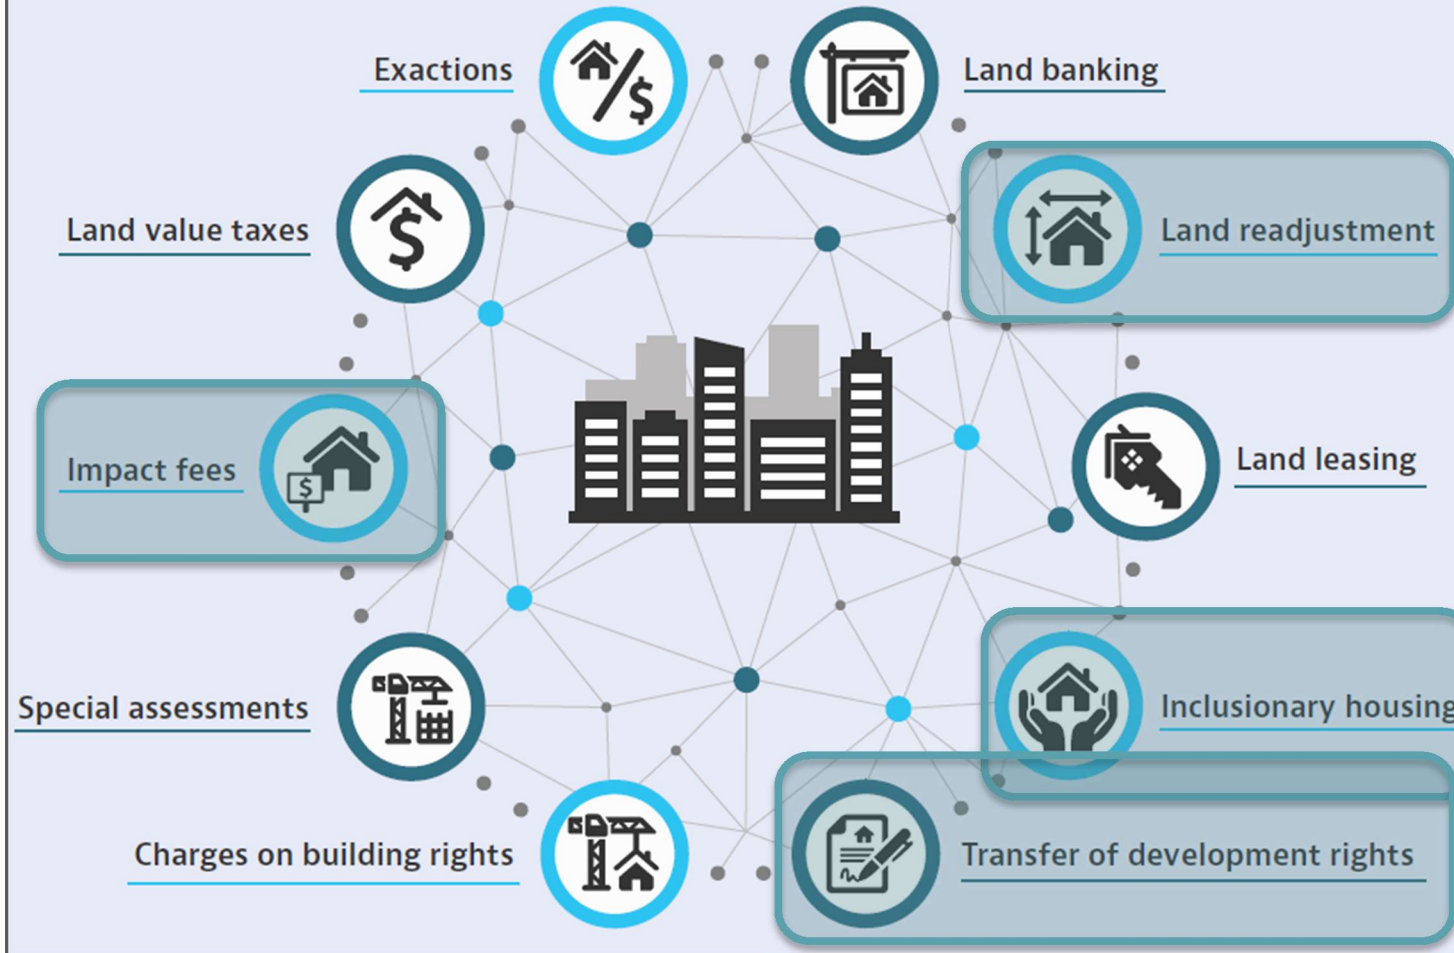 Exactions
Land banking
Land value taxes
Land readjustment
Impact fees
$
Land leasing
Special assessments
Inclusionary housing
Charges on building rights
Transfer of development rights